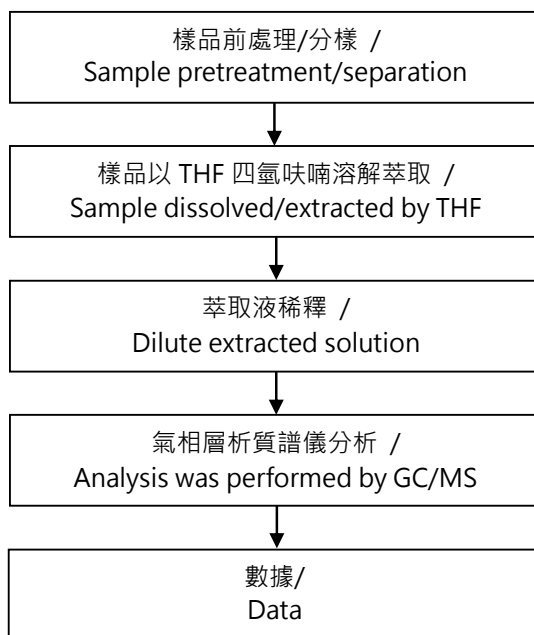 樣品前處理/分樣 /
Sample pretreatment/separation
樣品以 THF 四氫呋喃溶解萃取 /
Sample dissolved/extracted by THF
萃取液稀釋 /
Dilute extracted solution
氣相層析質譜儀分析 /
Analysis was performed by GC/MS
數據/
Data